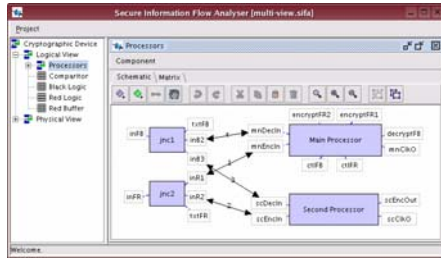 Secure Information Flow Analyser [multi-view.sifa]
Project
Cryptographic Device
Logical View
Processors
Comparitor
Black Logic
Red Logic
Red Buffer
Physical View
Processors
Component
Schematic Matrix
encryptFR2 encryptFR1
rxtFB
inFB
jnc1
inB2
mnDecIn
mnEncIn
Main Processor
decryptFB
mnClkO
ctlFB ctlFR
inB3
inR1
inFR
jnc2
inR2
txtFR
scDecIn
scEncIn
Second Processor
scEncOut
scClkO
Welcome.